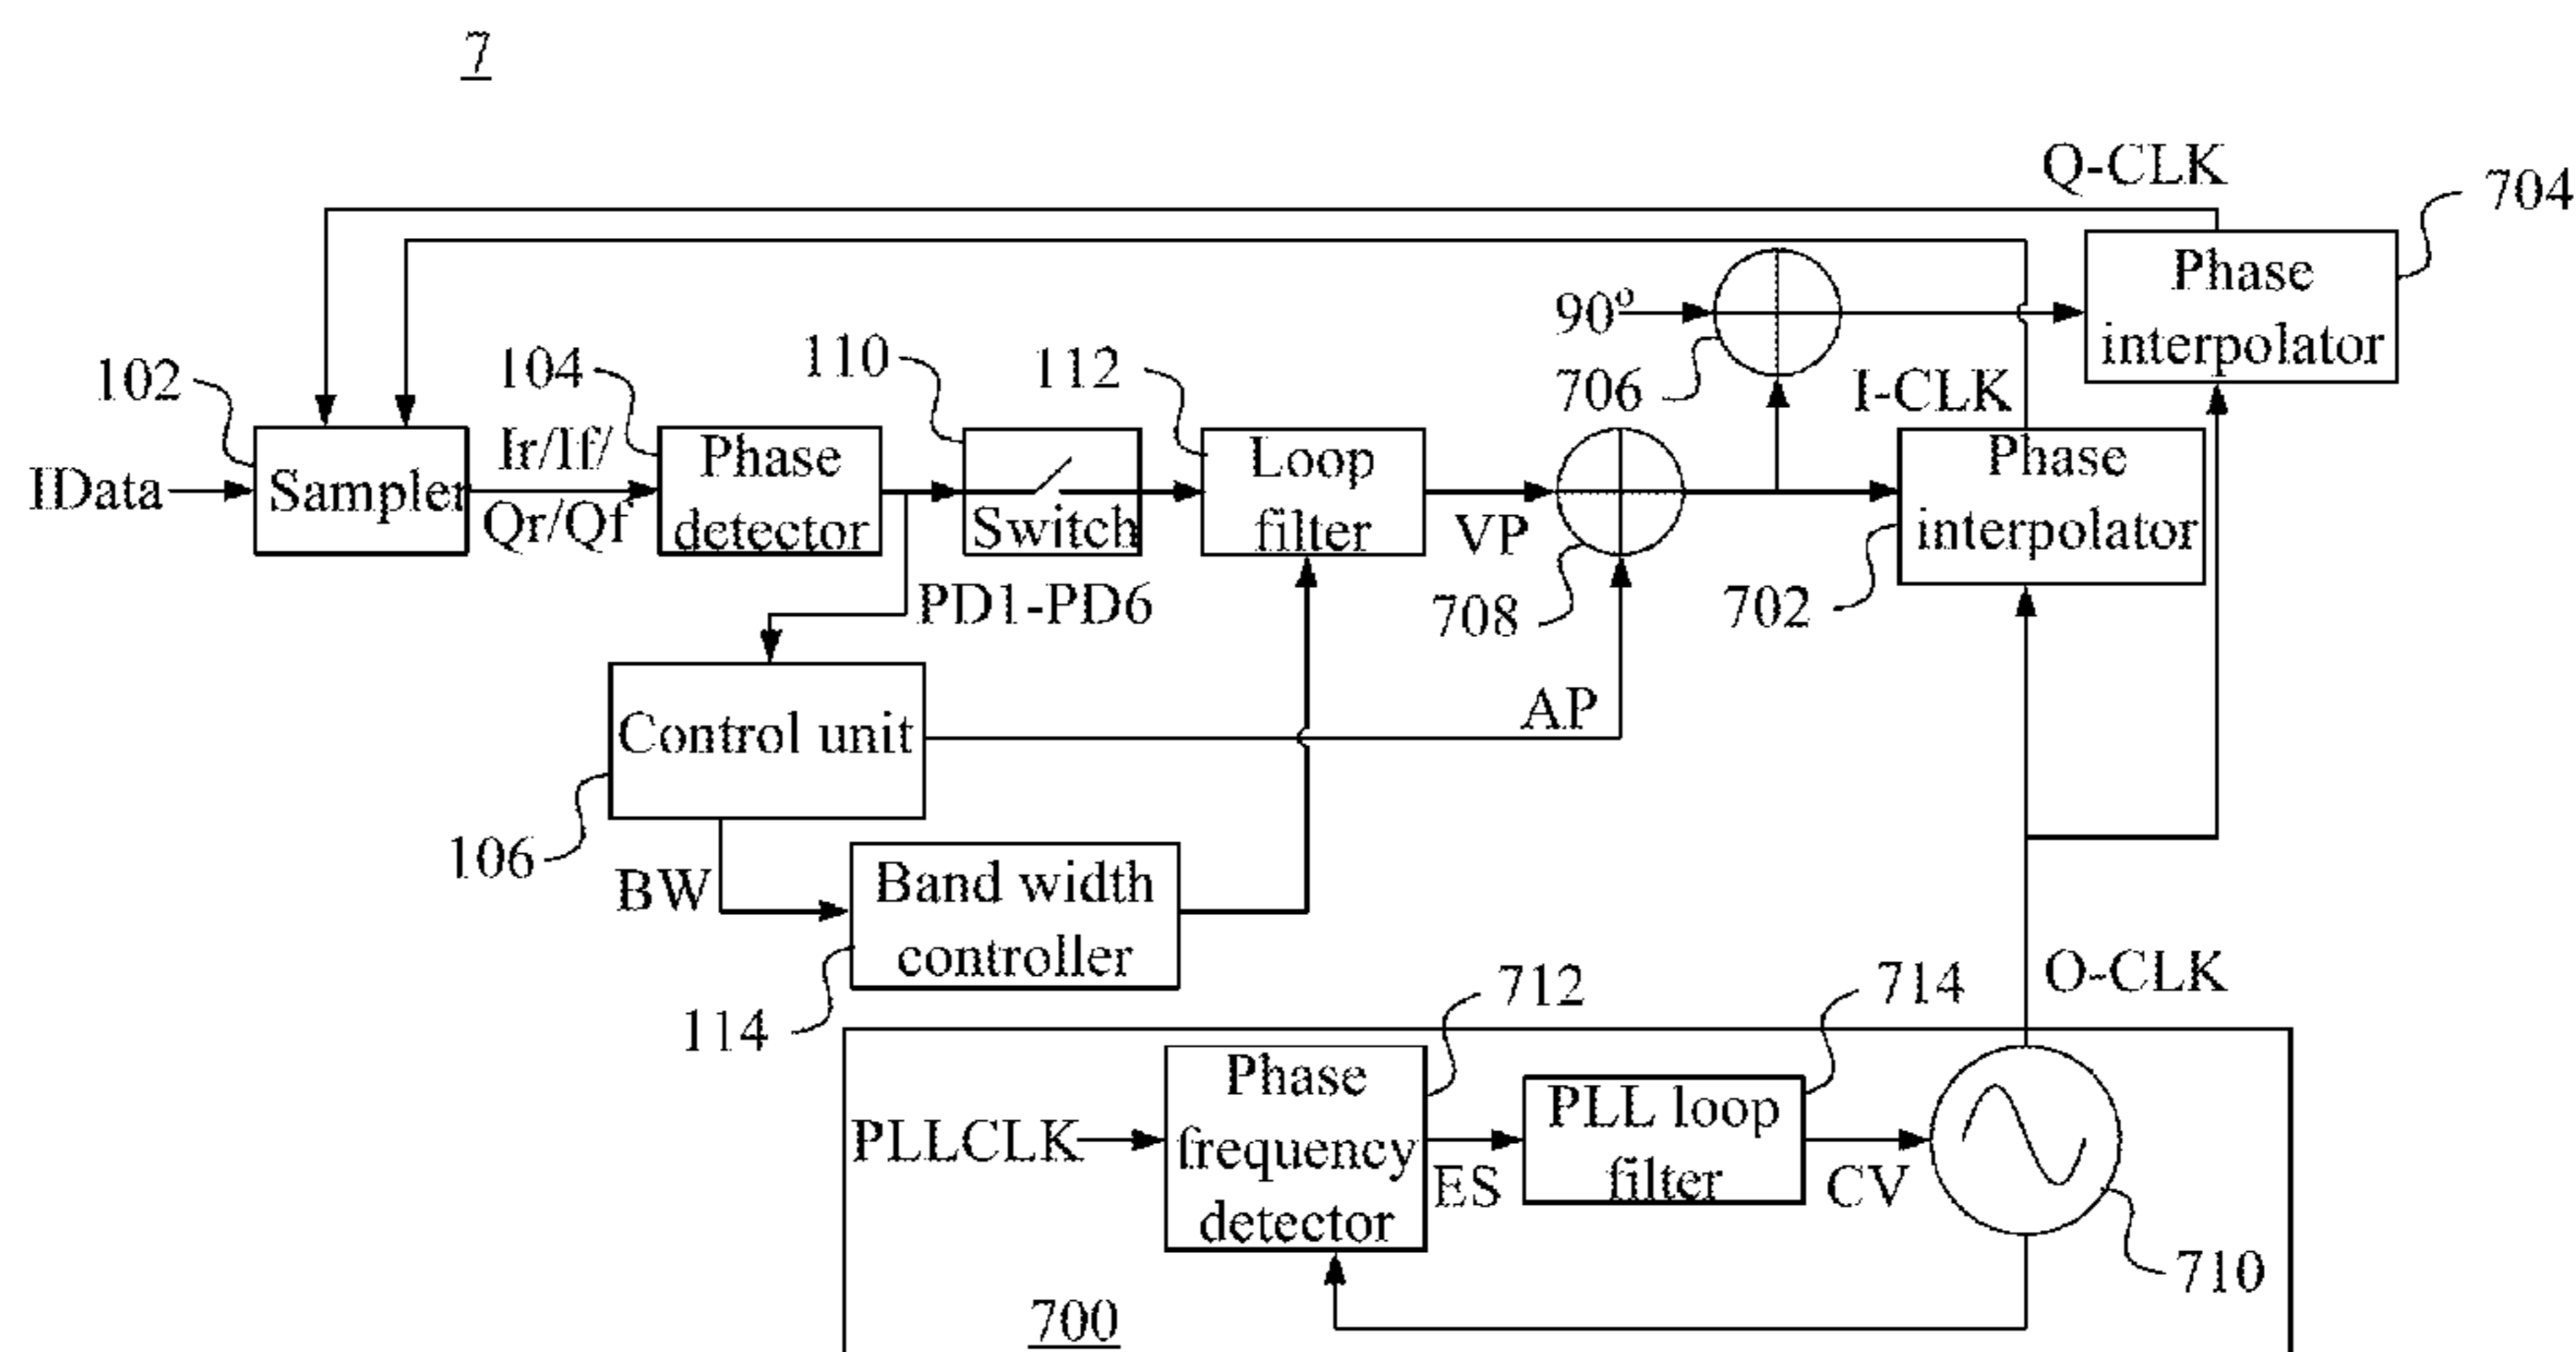 7
Q-CLK
704
Phase
interpolator
90º
706
I-CLK
102
104
110
112
IData
Sampler
Ir/If/
Qr/Qf
Phase
detector
Switch
Loop
filter
VP
708
Phase
interpolator
702
PD1-PD6
Control unit
AP
106
BW
Band width
controller
114
O-CLK
712
714
PLLCLK
Phase
frequency
detector
ES
PLL loop
filter
CV
710
700